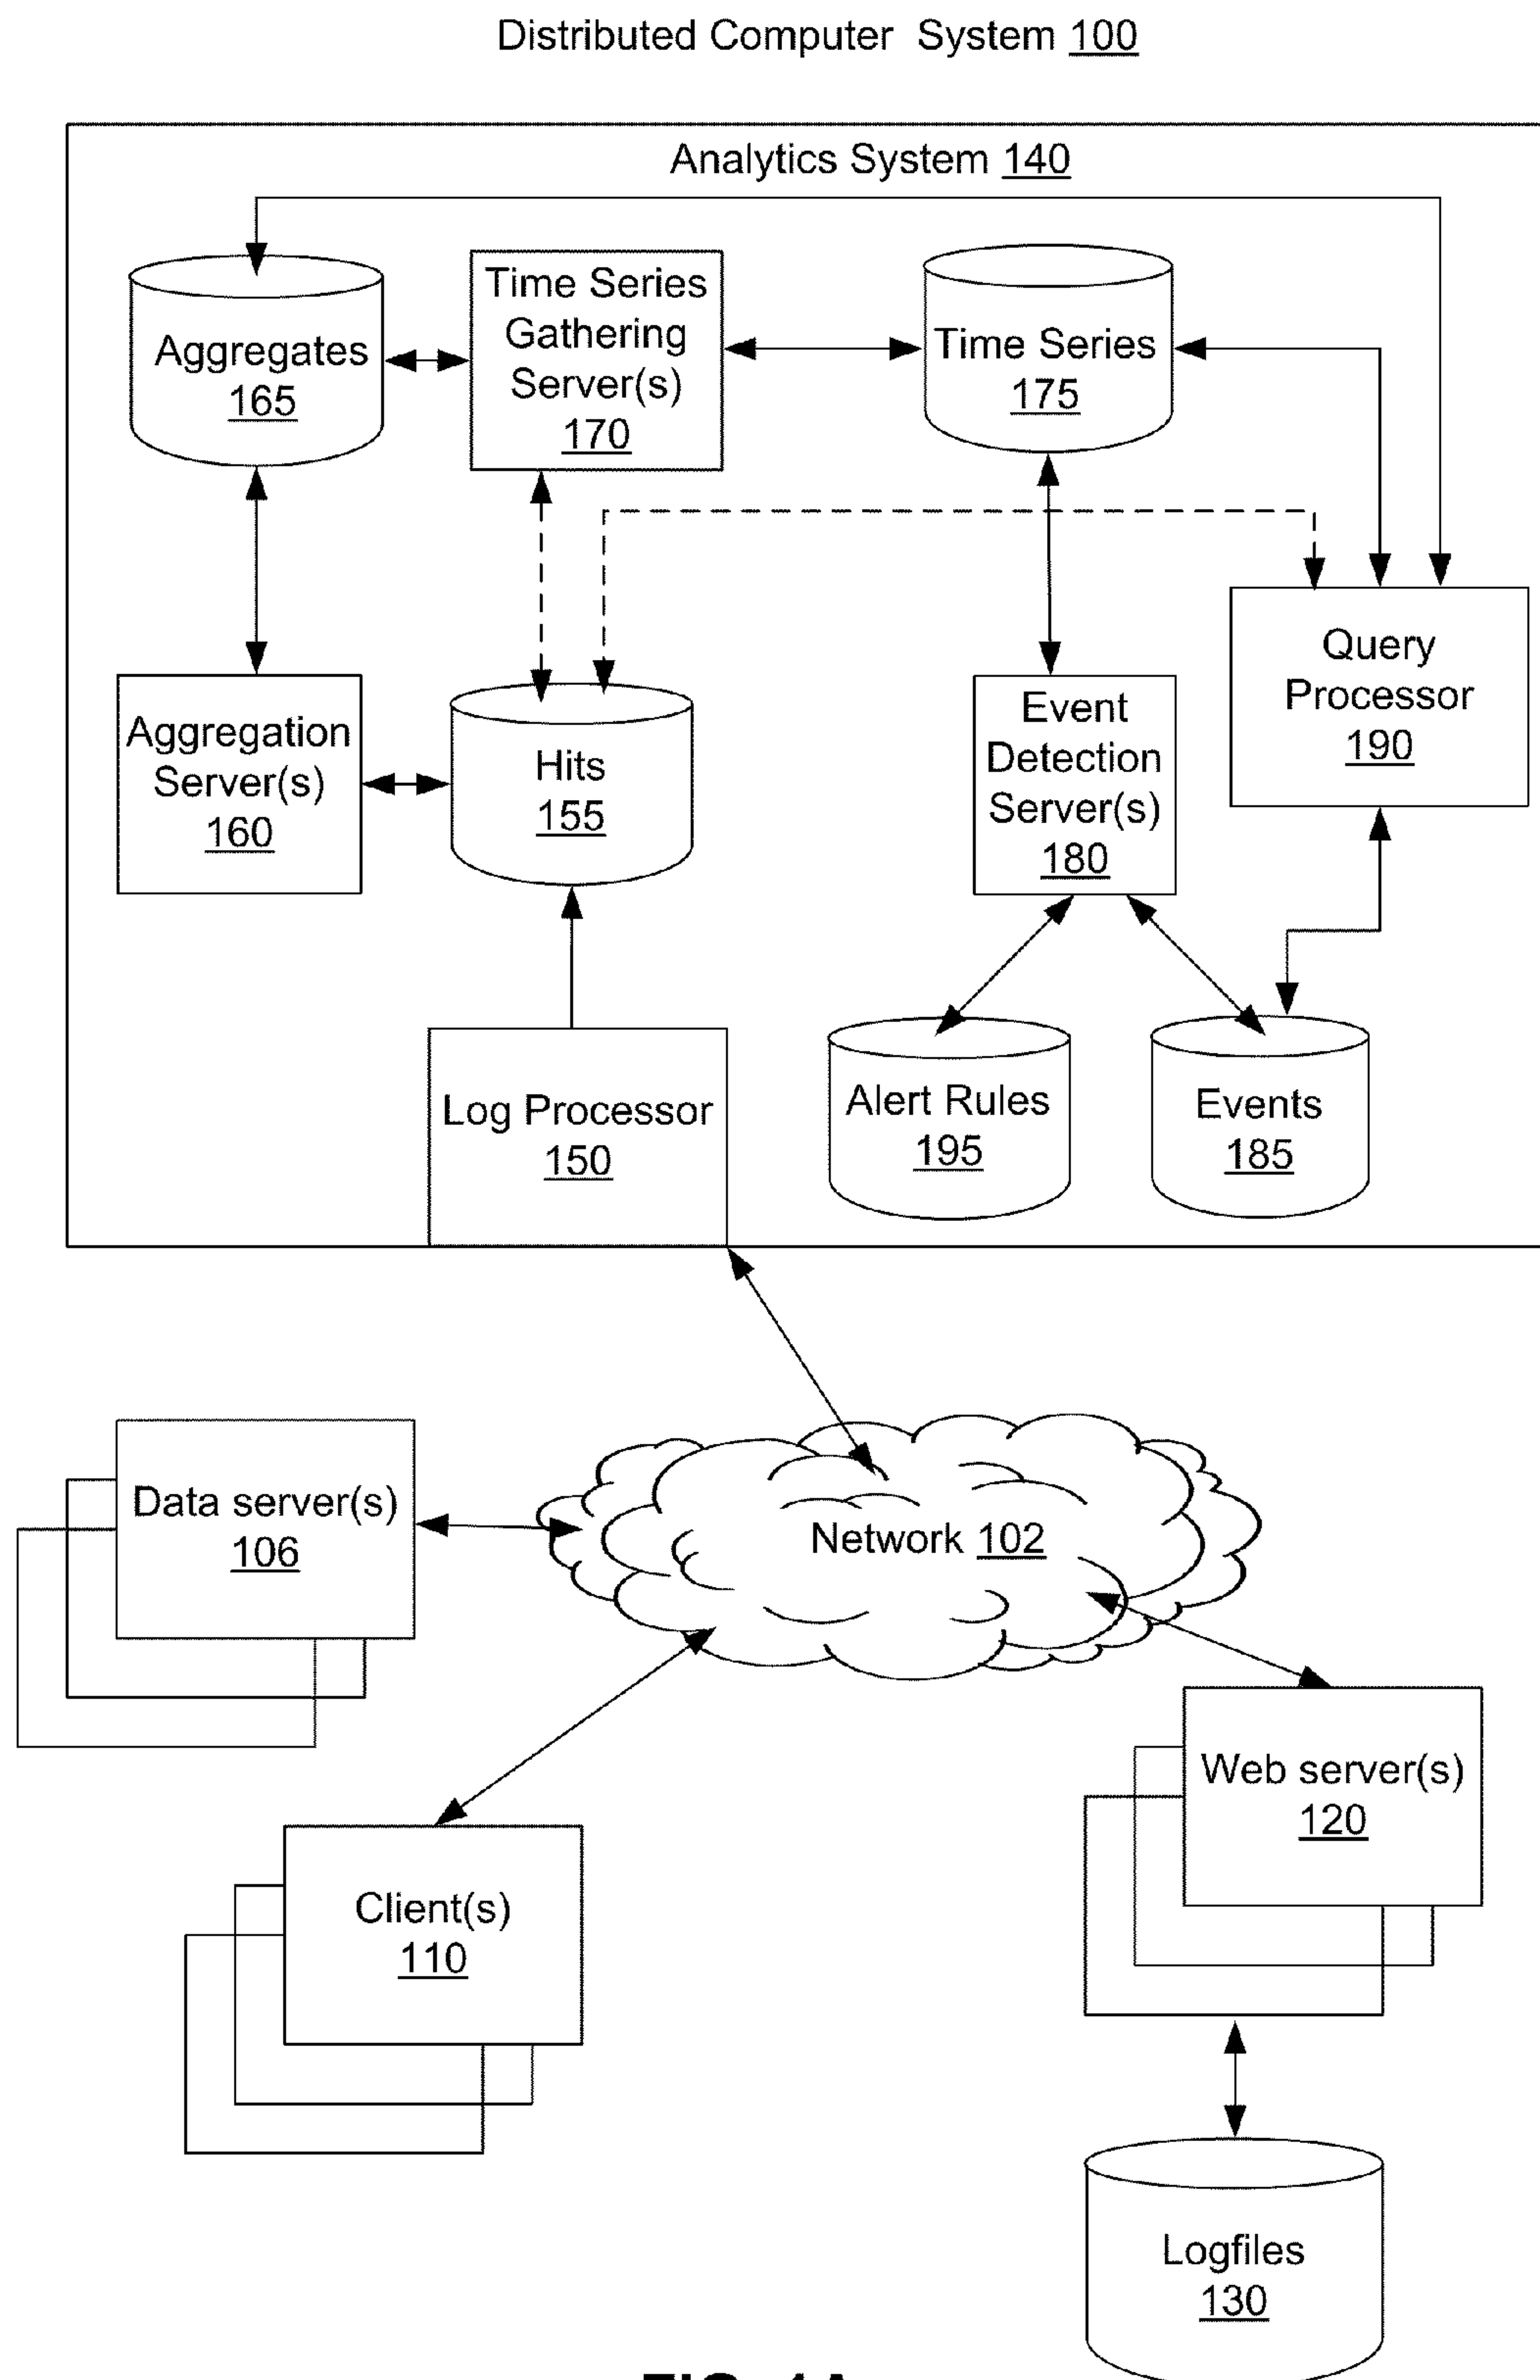 Distributed Computer System 100
Analytics System 140
Aggregates
165
Time Series
Gathering
Server(s)
170
Time Series
175
Aggregation
Server(s)
160
Hits
155
Event
Detection
Server(s)
180
Query
Processor
190
Log Processor
150
Alert Rules
195
Events
185
Data server(s)
106
Network 102
Web server(s)
120
Client(s)
110
Logfiles
130